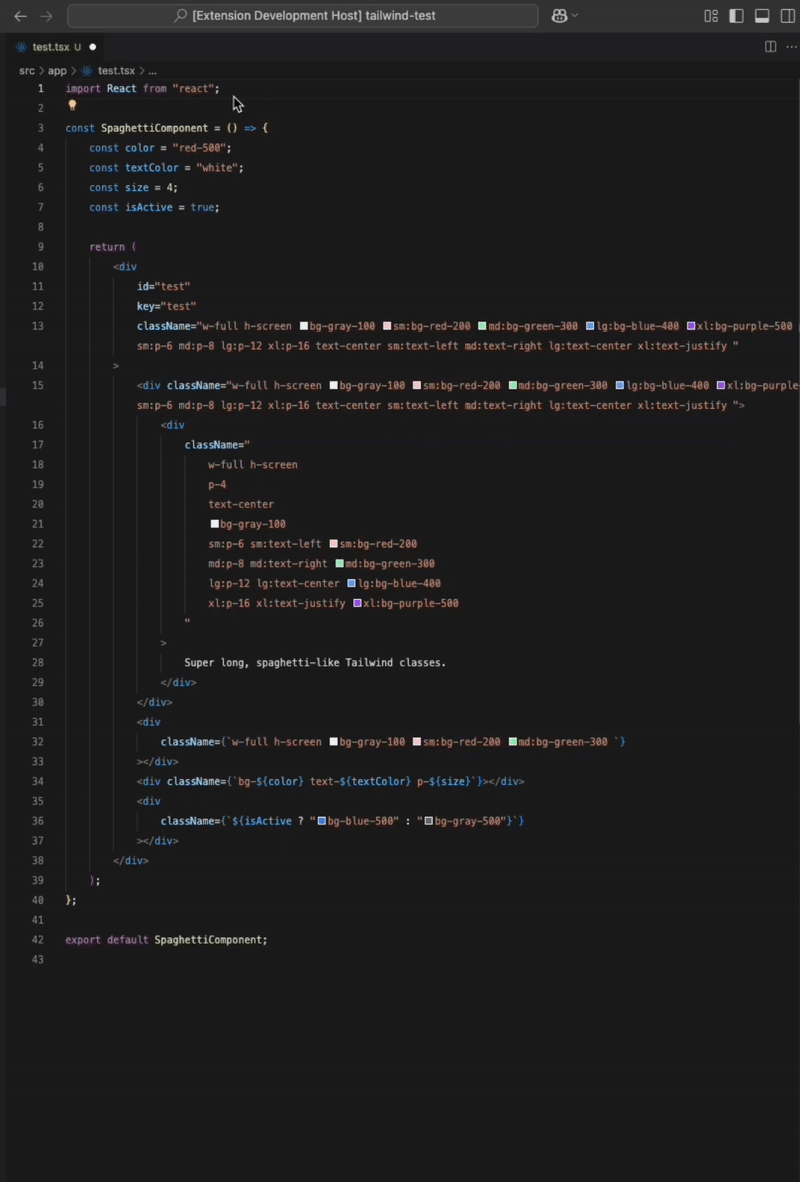 [Extension Development Host] tailwind-test
test.tsx U
src > app > test.tsx > ...
1 import React from "react";
2
3 const SpaghettiComponent = () => {
4 const color = "red-500";
5 const textColor = "white";
6 const size = 4;
7 const isActive = true;
8
9 return (
10 <div
11 id="test"
12 key="test"
13 className="w-full h-screen bg-gray-100 sm:bg-red-200 md:bg-green-300 lg:bg-blue-400 xl:bg-purple-500
sm:p-6 md:p-8 lg:p-12 xl:p-16 text-center sm:text-left md:text-right lg:text-center xl:text-justify "
14 >
15 <div className="w-full h-screen bg-gray-100 sm:bg-red-200 md:bg-green-300 lg:bg-blue-400 xl:bg-purple-
sm:p-6 md:p-8 lg:p-12 xl:p-16 text-center sm:text-left md:text-right lg:text-center xl:text-justify ">
16 <div
17 className="
18 w-full h-screen
19 p-4
20 text-center
21 bg-gray-100
22 sm:p-6 sm:text-left sm:bg-red-200
23 md:p-8 md:text-right md:bg-green-300
24 lg:p-12 lg:text-center lg:bg-blue-400
25 xl:p-16 xl:text-justify xl:bg-purple-500
26 "
27 >
28 Super long, spaghetti-like Tailwind classes.
29 </div>
30 </div>
31 <div
32 className={`w-full h-screen bg-gray-100 sm:bg-red-200 md:bg-green-300 `}
33 ></div>
34 <div className={`bg-${color} text-${textColor} p-${size}`}></div>
35 <div
36 className={`${isActive ? "bg-blue-500" : "bg-gray-500"}`}
37 ></div>
38 </div>
39 );
40 };
41
42 export default SpaghettiComponent;
43